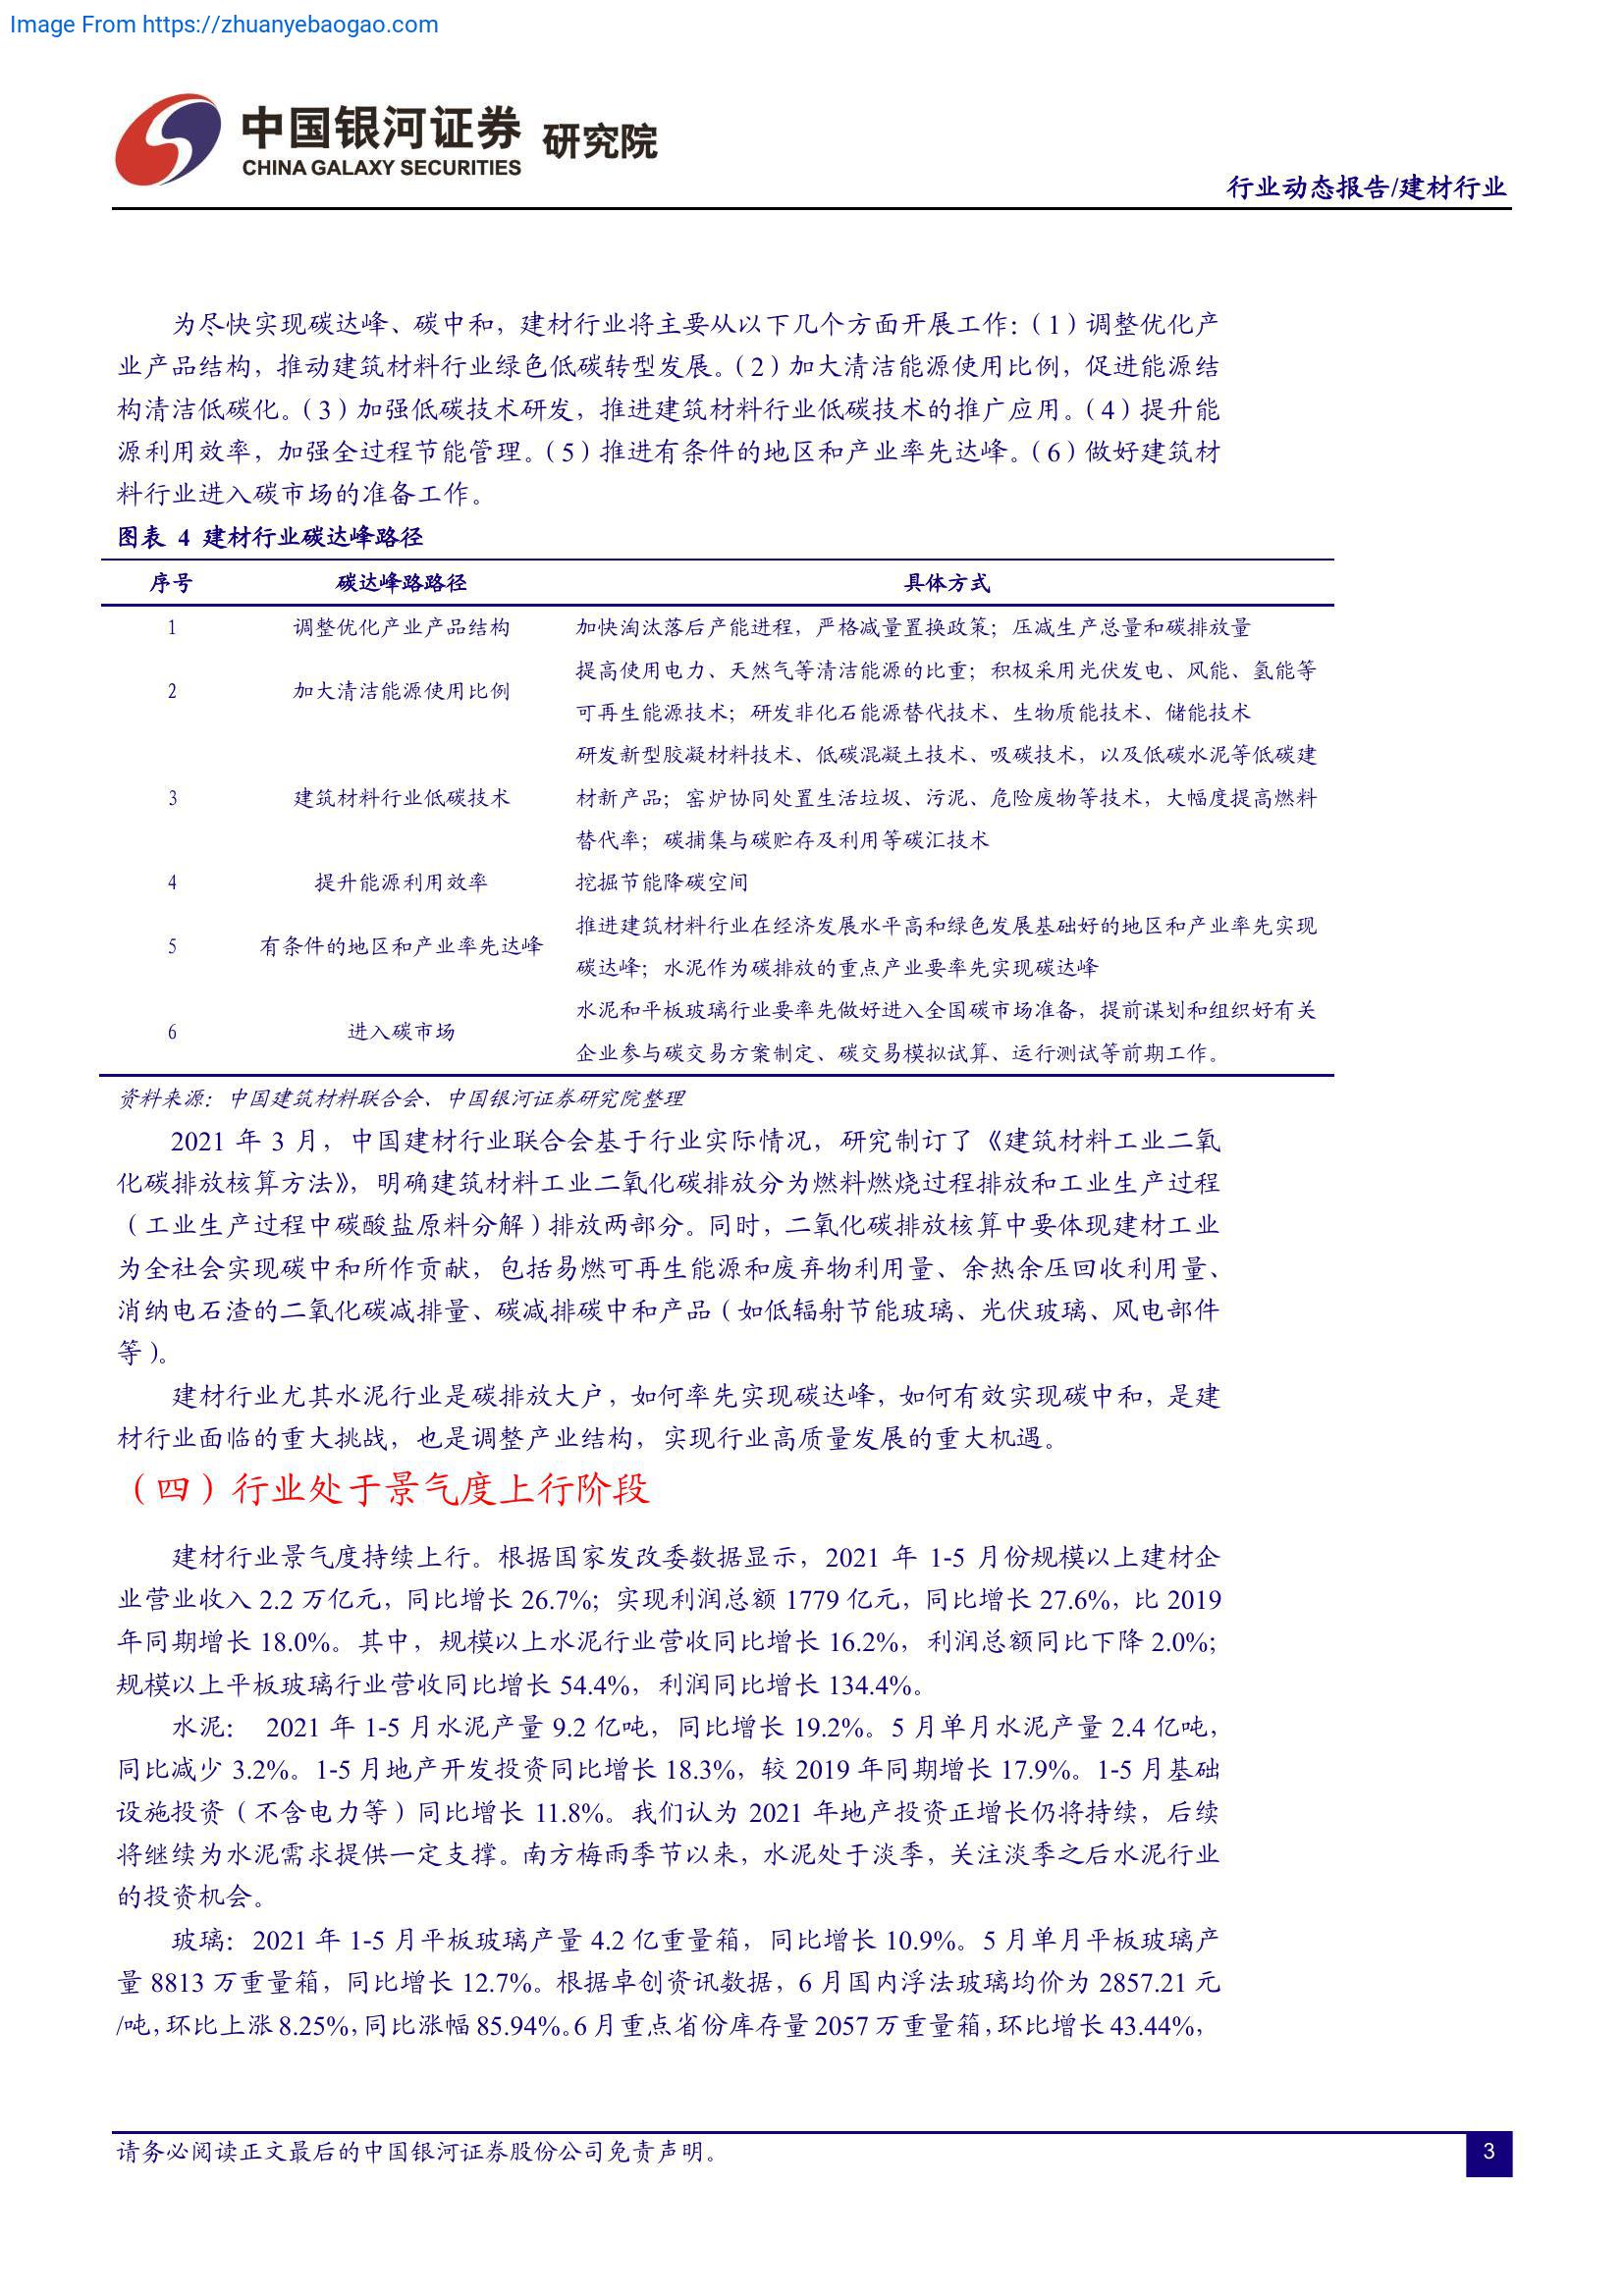 Image From https://zhuanyebaogao.com
中国银河证券 研究院
CHINA GALAXY SECURITIES
行业动态报告/建材行业
为尽快实现碳达峰、碳中和，建材行业将主要从以下几个方面开展工作：（1）调整优化产
业产品结构，推动建筑材料行业绿色低碳转型发展。（2）加大清洁能源使用比例，促进能源结
构清洁低碳化。（3）加强低碳技术研发，推进建筑材料行业低碳技术的推广应用。（4）提升能
源利用效率，加强全过程节能管理。（5）推进有条件的地区和产业率先达峰。（6）做好建筑材
料行业进入碳市场的准备工作。
图表 4 建材行业碳达峰路径
序号 碳达峰路路径 具体方式
1 调整优化产业产品结构 加快淘汰落后产能进程，严格减量置换政策；压减生产总量和碳排放量
提高使用电力、天然气等清洁能源的比重；积极采用光伏发电、风能、氢能等
2 加大清洁能源使用比例
可再生能源技术；研发非化石能源替代技术、生物质能技术、储能技术
研发新型胶凝材料技术、低碳混凝土技术、吸碳技术，以及低碳水泥等低碳建
3 建筑材料行业低碳技术 材新产品；窑炉协同处置生活垃圾、污泥、危险废物等技术，大幅度提高燃料
替代率；碳捕集与碳贮存及利用等碳汇技术
4 提升能源利用效率 挖掘节能降碳空间
推进建筑材料行业在经济发展水平高和绿色发展基础好的地区和产业率先实现
5 有条件的地区和产业率先达峰
碳达峰；水泥作为碳排放的重点产业要率先实现碳达峰
水泥和平板玻璃行业要率先做好进入全国碳市场准备，提前谋划和组织好有关
6 进入碳市场
企业参与碳交易方案制定、碳交易模拟试算、运行测试等前期工作。
资料来源：中国建筑材料联合会、中国银河证券研究院整理
2021 年 3 月，中国建材行业联合会基于行业实际情况，研究制订了《建筑材料工业二氧
化碳排放核算方法》，明确建筑材料工业二氧化碳排放分为燃料燃烧过程排放和工业生产过程
（工业生产过程中碳酸盐原料分解）排放两部分。同时，二氧化碳排放核算中要体现建材工业
为全社会实现碳中和所作贡献，包括易燃可再生能源和废弃物利用量、余热余压回收利用量、
消纳电石渣的二氧化碳减排量、碳减排碳中和产品（如低辐射节能玻璃、光伏玻璃、风电部件
等）。
建材行业尤其水泥行业是碳排放大户，如何率先实现碳达峰，如何有效实现碳中和，是建
材行业面临的重大挑战，也是调整产业结构，实现行业高质量发展的重大机遇。
（四）行业处于景气度上行阶段
建材行业景气度持续上行。根据国家发改委数据显示，2021 年 1-5 月份规模以上建材企
业营业收入 2.2 万亿元，同比增长 26.7%；实现利润总额 1779 亿元，同比增长 27.6%，比 2019
年同期增长 18.0%。其中，规模以上水泥行业营收同比增长 16.2%，利润总额同比下降 2.0%；
规模以上平板玻璃行业营收同比增长 54.4%，利润同比增长 134.4%。
水泥： 2021 年 1-5 月水泥产量 9.2 亿吨，同比增长 19.2%。5 月单月水泥产量 2.4 亿吨，
同比减少 3.2%。1-5 月地产开发投资同比增长 18.3%，较 2019 年同期增长 17.9%。1-5 月基础
设施投资（不含电力等）同比增长 11.8%。我们认为 2021 年地产投资正增长仍将持续，后续
将继续为水泥需求提供一定支撑。南方梅雨季节以来，水泥处于淡季，关注淡季之后水泥行业
的投资机会。
玻璃：2021 年 1-5 月平板玻璃产量 4.2 亿重量箱，同比增长 10.9%。5 月单月平板玻璃产
量 8813 万重量箱，同比增长 12.7%。根据卓创资讯数据，6 月国内浮法玻璃均价为 2857.21 元
/吨，环比上涨 8.25%，同比涨幅 85.94%。6 月重点省份库存量 2057 万重量箱，环比增长 43.44%，
请务必阅读正文最后的中国银河证券股份公司免责声明。
3